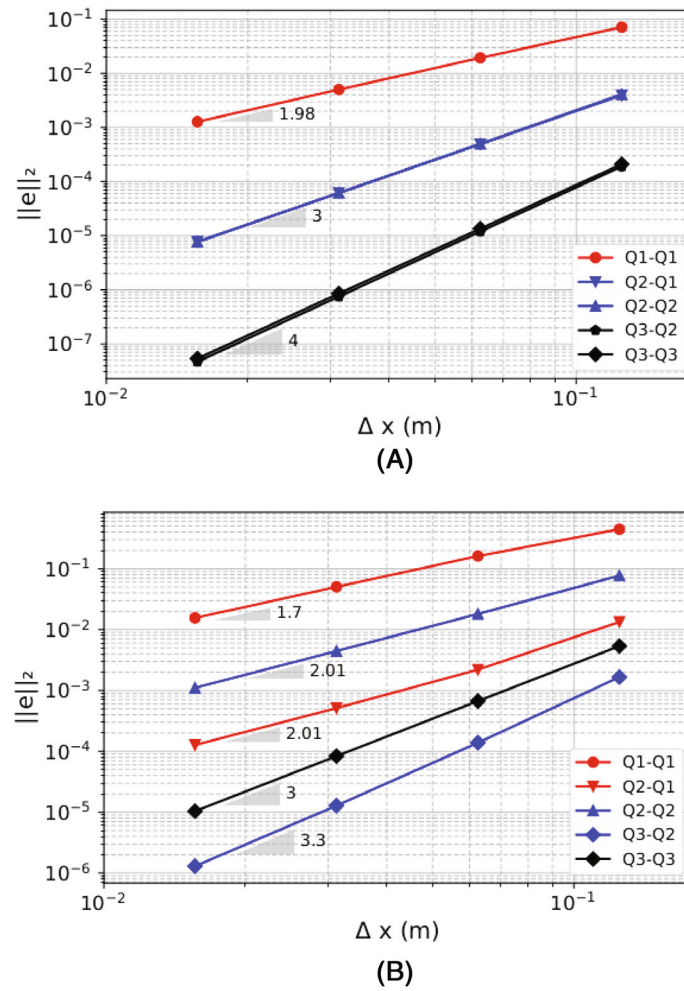 10⁻¹
10⁻²
10⁻³
10⁻⁴
10⁻⁵
10⁻⁶
10⁻⁷
||e||₂
1.98
3
4
Q1-Q1
Q2-Q1
Q2-Q2
Q3-Q2
Q3-Q3
10⁻² 10⁻¹
Δ x (m)
(A)
10⁻¹
10⁻²
10⁻³
10⁻⁴
10⁻⁵
10⁻⁶
||e||₂
1.7
2.01
2.01
3
3.3
Q1-Q1
Q2-Q1
Q2-Q2
Q3-Q2
Q3-Q3
10⁻² 10⁻¹
Δ x (m)
(B)